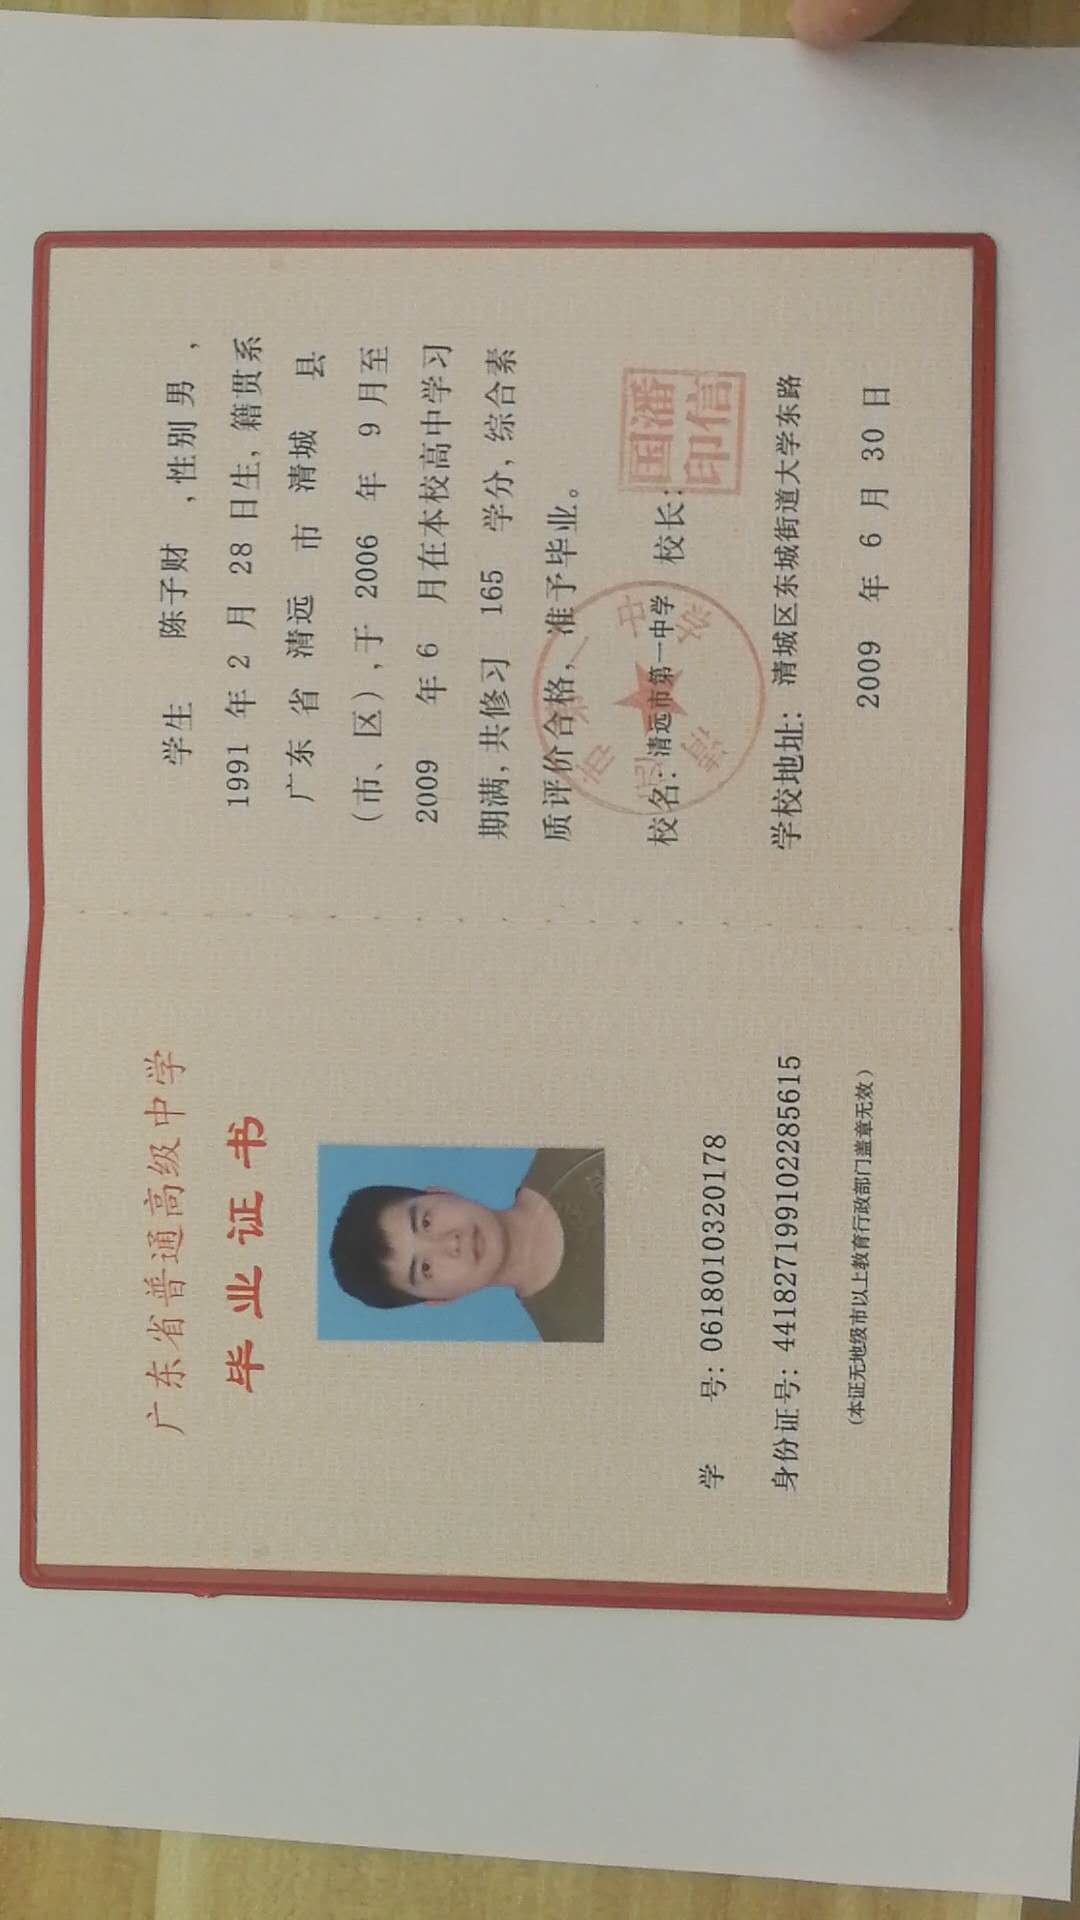 广东省普通高级中学
毕业证书
学 号: 0618010320178
身份证号: 441827199102285615
(本证无地级市以上教育行政部门盖章无效)
学生 陈子财 ,性别 男 ,
1991 年 2 月 28 日生, 籍贯系
广东 省 清远 市 清城 县
(市、区),于 2006 年 9 月至
2009 年 6 月在本校高中学习
期满, 共修习 165 学分, 综合素
质评价合格, 准予毕业。
校名: 清远市第一中学 校长:
清远市第一中学
潘国信印
学校地址: 清城区东城街道大学东路
2009 年 6 月 30 日